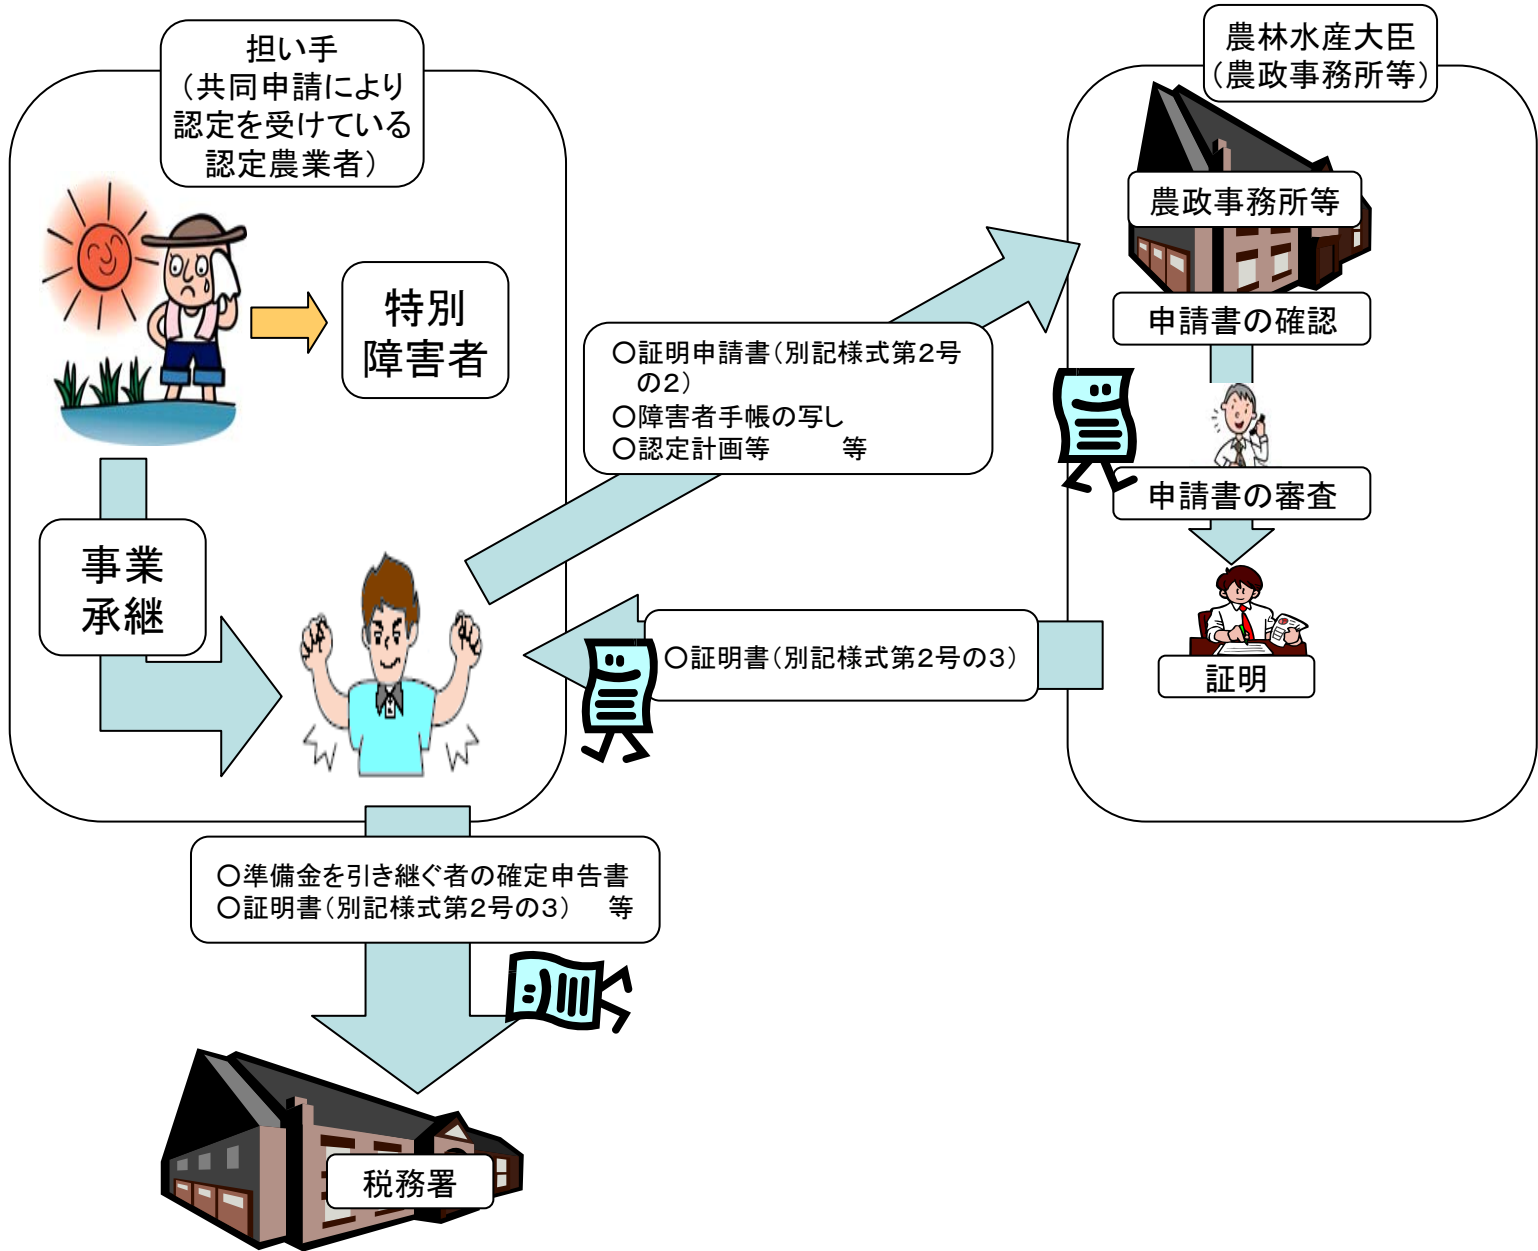 担い手
（共同申請により
認定を受けている
認定農業者）
特別
障害者
事業
承継
○証明申請書（別記様式第２号
の２）
○障害者手帳の写し
○認定計画等　　　等
農林水産大臣
（農政事務所等）
農政事務所等
申請書の確認
申請書の審査
証明
○証明書（別記様式第２号の３）
○準備金を引き継ぐ者の確定申告書
○証明書（別記様式第２号の３）　等
税務署